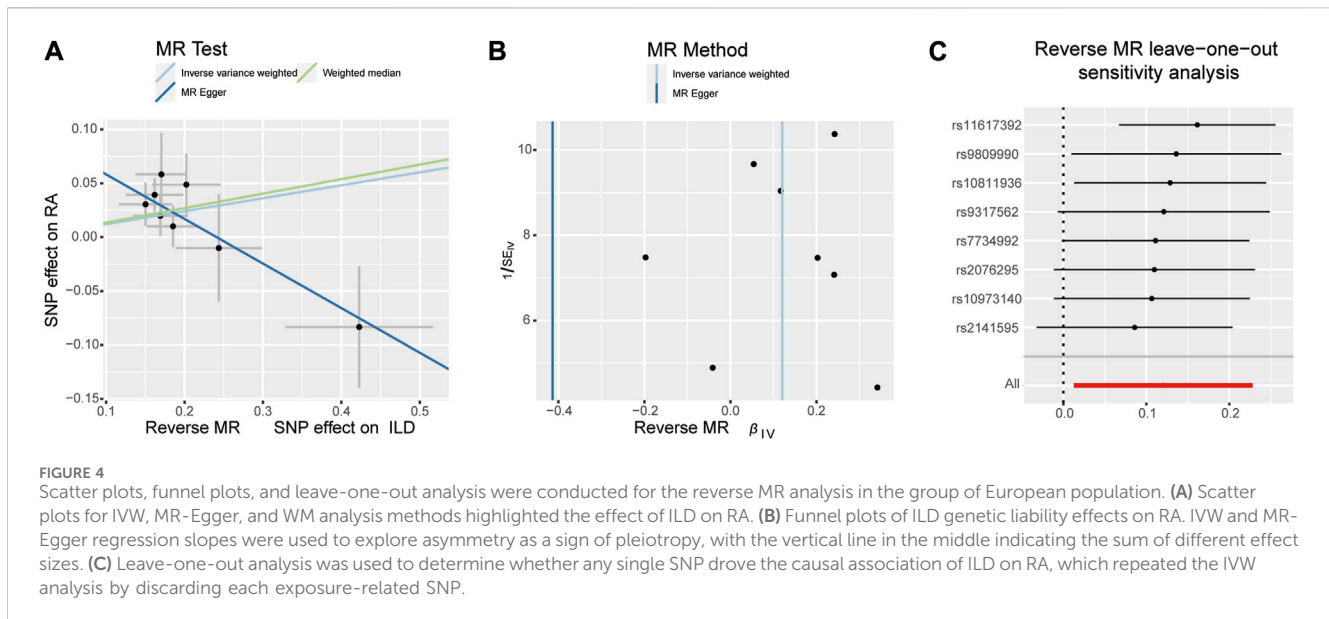 A
MR Test
Inverse variance weighted
Weighted median
MR Egger
SNP effect on RA
0.10
0.05
0.00
−0.05
−0.10
−0.15
0.1
0.2
0.3
0.4
0.5
Reverse MR
SNP effect on ILD
B
MR Method
Inverse variance weighted
MR Egger
1/SE IV
10
8
6
−0.4
−0.2
0.0
0.2
Reverse MR
β IV
C
Reverse MR leave−one−out
sensitivity analysis
rs11617392
rs9809990
rs10811936
rs9317562
rs7734992
rs2076295
rs10973140
rs2141595
All
0.0
0.1
0.2
FIGURE 4
Scatter plots, funnel plots, and leave-one-out analysis were conducted for the reverse MR analysis in the group of European population. (A) Scatter
plots for IVW, MR-Egger, and WM analysis methods highlighted the effect of ILD on RA. (B) Funnel plots of ILD genetic liability effects on RA. IVW and MR-
Egger regression slopes were used to explore asymmetry as a sign of pleiotropy, with the vertical line in the middle indicating the sum of different effect
sizes. (C) Leave-one-out analysis was used to determine whether any single SNP drove the causal association of ILD on RA, which repeated the IVW
analysis by discarding each exposure-related SNP.